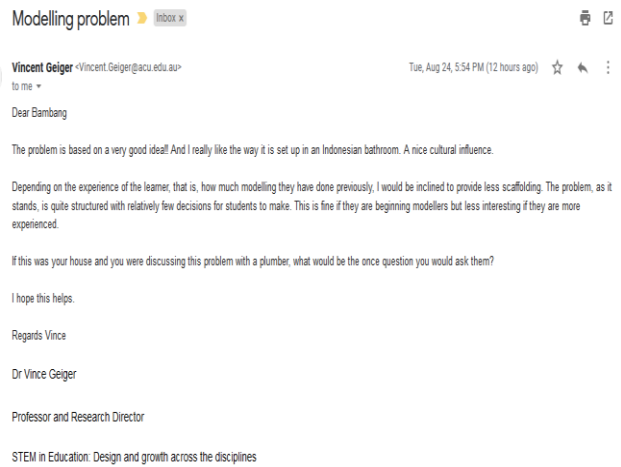 Modelling problem Inbox x
Vincent Geiger <Vincent.Geiger@acu.edu.au> Tue, Aug 24, 5:54 PM (12 hours ago)
to me
Dear Bambang
The problem is based on a very good idea!! And I really like the way it is set up in an Indonesian bathroom. A nice cultural influence.
Depending on the experience of the learner, that is, how much modelling they have done previously, I would be inclined to provide less scaffolding. The problem, as it
stands, is quite structured with relatively few decisions for students to make. This is fine if they are beginning modellers but less interesting if they are more
experienced.
If this was your house and you were discussing this problem with a plumber, what would be the once question you would ask them?
I hope this helps.
Regards Vince
Dr Vince Geiger
Professor and Research Director
STEM in Education: Design and growth across the disciplines